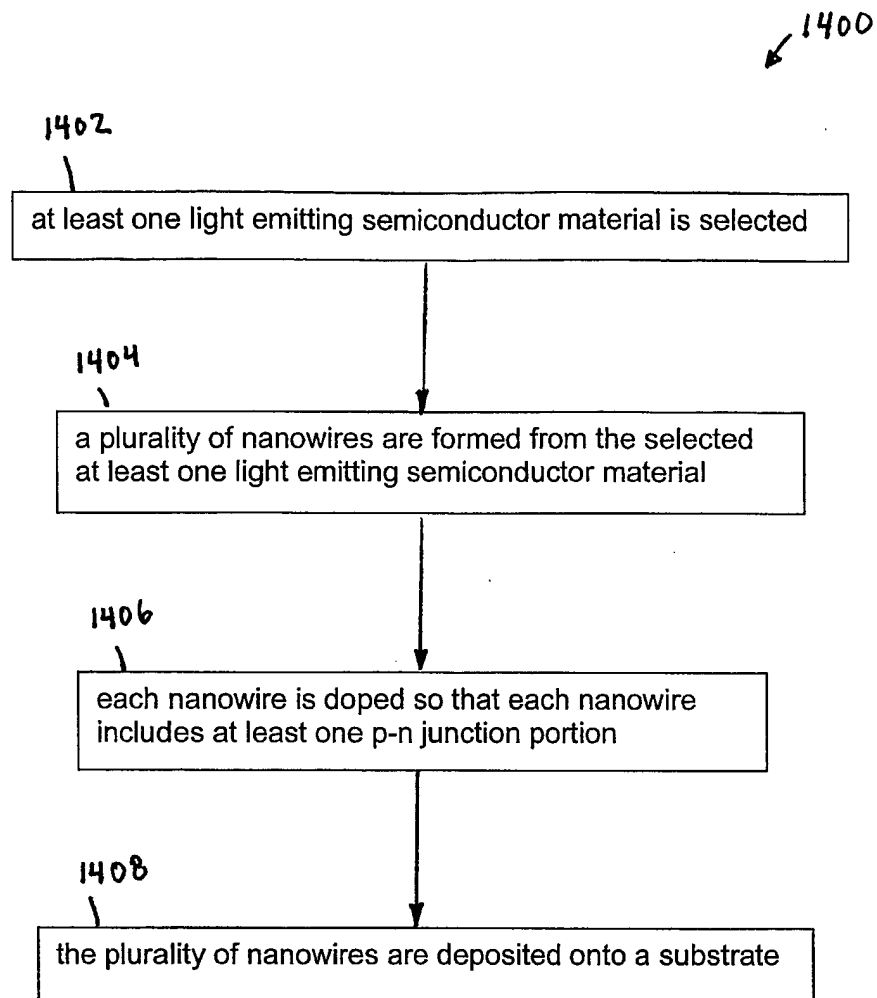 1400
1402
at least one light emitting semiconductor material is selected
1404
a plurality of nanowires are formed from the selected
at least one light emitting semiconductor material
1406
each nanowire is doped so that each nanowire
includes at least one p-n junction portion
1408
the plurality of nanowires are deposited onto a substrate